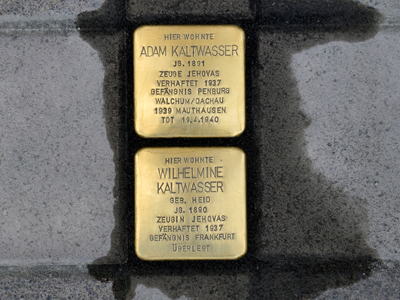 HIER WOHNTE
ADAM KALTWASSER
JG. 1891
ZEUGE JEHOVAS
VERHAFTET 1937
GEFÄNGNIS PENBURG
WALCHUM/DACHAU
1939 MAUTHAUSEN
TOT 19.4.1940
HIER WOHNTE
WILHELMINE
KALTWASSER
GEB. HEID
JG. 1890
ZEUGIN JEHOVAS
VERHAFTET 1937
GEFÄNGNIS FRANKFURT
ÜBERLEBT